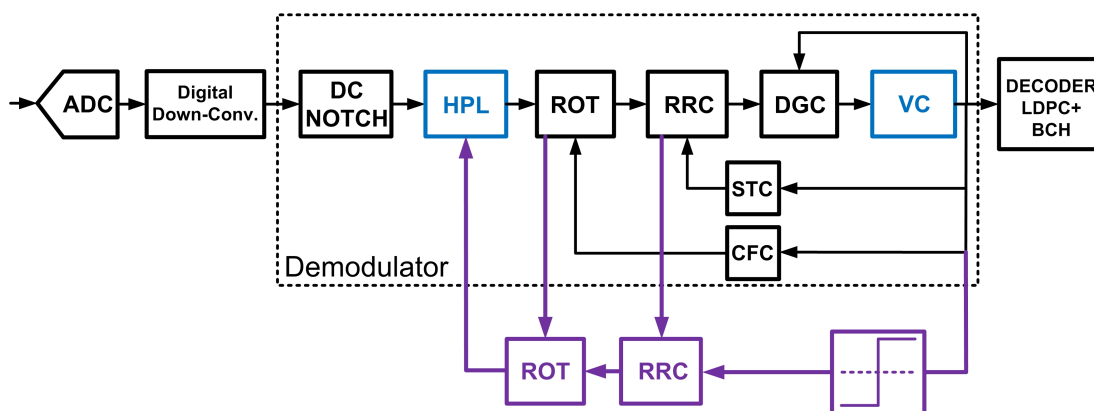 ADC
Digital
Down-Conv.
DC
NOTCH
HPL
ROT
RRC
DGC
VC
DECODER
LDPC+
BCH
STC
CFC
Demodulator
ROT
RRC